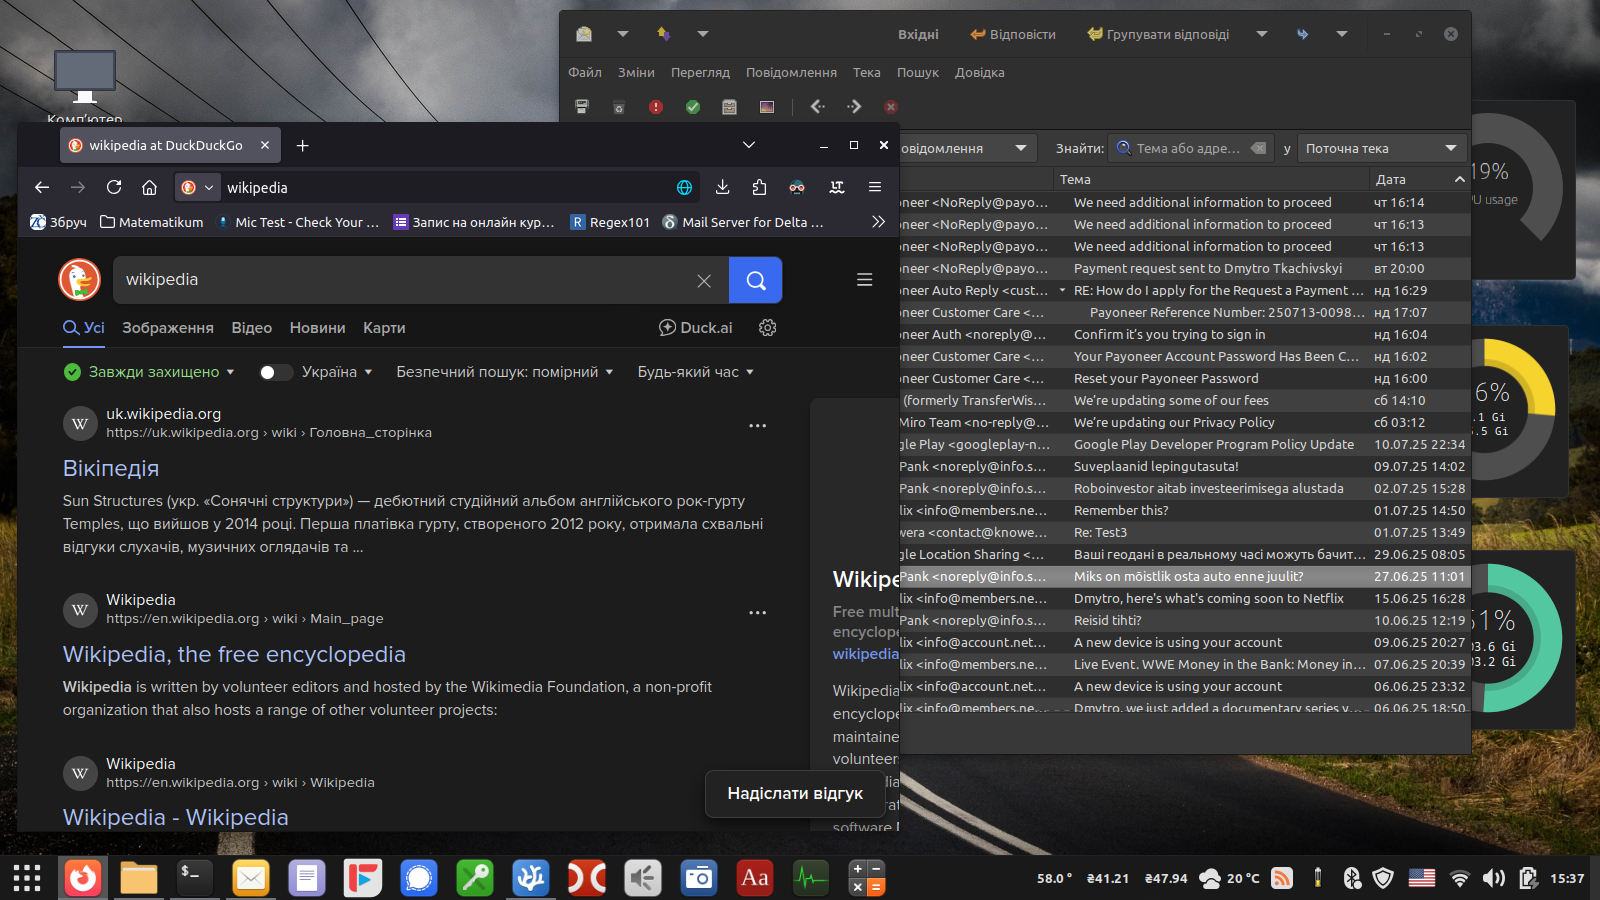 Комп'ютер
Вхідні
Відповісти
Групувати відповіді
Файл Зміни Перегляд Повідомлення Тека Пошук Довідка
овідомлення
Знайти:
Тема або адре...
у
Поточна тека
Тема
Дата
oneer <NoReply@payo... We need additional information to proceed чт 16:14
oneer <NoReply@payo... We need additional information to proceed чт 16:13
oneer <NoReply@payo... We need additional information to proceed чт 16:13
oneer <NoReply@payo... Payment request sent to Dmytro Tkachivskyi вт 20:00
oneer Auto Reply <cust... RE: How do I apply for the Request a Payment ... нд 16:29
oneer Customer Care <... Payoneer Reference Number: 250713-0098... нд 17:07
oneer Auth <noreply@... Confirm it's you trying to sign in нд 16:04
oneer Customer Care <... Your Payoneer Account Password Has Been C... нд 16:02
oneer Customer Care <... Reset your Payoneer Password нд 16:00
(formerly TransferWis... We're updating some of our fees сб 14:10
Miro Team <no-reply@... We're updating our Privacy Policy сб 03:12
gle Play <googleplay-n... Google Play Developer Program Policy Update 10.07.25 22:34
Pank <noreply@info.s... Suveplaanid lepingutasuta! 09.07.25 14:02
Pank <noreply@info.s... Roboinvestor aitab investeerimisega alustada 02.07.25 15:28
lix <info@members.ne... Remember this? 01.07.25 14:50
wera <contact@knowe... Re: Test3 01.07.25 13:49
gle Location Sharing <... Ваші геодані в реальному часі можуть бачит... 29.06.25 08:05
Pank <noreply@info.s... Miks on mõistlik osta auto enne juulit? 27.06.25 11:01
lix <info@members.ne... Dmytro, here's what's coming soon to Netflix 15.06.25 16:28
Pank <noreply@info.s... Reisid tihti? 10.06.25 12:19
lix <info@account.net... A new device is using your account 09.06.25 20:27
lix <info@members.ne... Live Event. WWE Money in the Bank: Money in... 07.06.25 20:39
lix <info@account.net... A new device is using your account 06.06.25 23:32
lix <info@members.ne... Dmytro, we just added a documentary series y... 06.06.25 18:50
19%
U usage
6%
.1 Gi
.5 Gi
51%
03.6 Gi
03.2 Gi
wikipedia at DuckDuckGo
wikipedia
Збруч
Matematikum
Mic Test - Check Your ...
Запис на онлайн кур...
Regex101
Mail Server for Delta ...
wikipedia
Усі Зображення Відео Новини Карти
Duck.ai
Завжди захищено
Україна
Безпечний пошук: помірний
Будь-який час
uk.wikipedia.org
https://uk.wikipedia.org › wiki › Головна_сторінка
Вікіпедія
Sun Structures (укр. «Сонячні структури») — дебютний студійний альбом англійського рок-гурту
Temples, що вийшов у 2014 році. Перша платівка гурту, створеного 2012 року, отримала схвальні
відгуки слухачів, музичних оглядачів та ...
Wikipedia
https://en.wikipedia.org › wiki › Main_page
Wikipedia, the free encyclopedia
Wikipedia is written by volunteer editors and hosted by the Wikimedia Foundation, a non-profit
organization that also hosts a range of other volunteer projects:
Wikipedia
https://en.wikipedia.org › wiki › Wikipedia
Wikipedia - Wikipedia
Wikipe
Free mult
encyclope
wikipedia
Wikipedia
encyclope
maintaine
volunteer
software
Надіслати відгук
Aa
58.0 °
₴41.21
₴47.94
20 °C
15:37